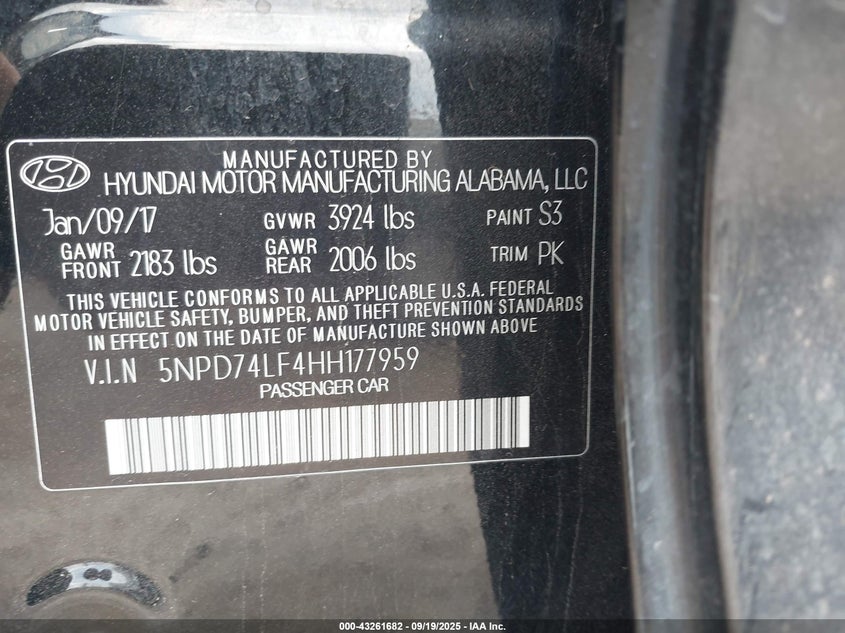 MANUFACTURED BY
HYUNDAI MOTOR MANUFACTURING ALABAMA, LLC
Jan/09/17 GVWR 3924 lbs PAINT S3
GAWR FRONT 2183 lbs GAWR REAR 2006 lbs TRIM PK
THIS VEHICLE CONFORMS TO ALL APPLICABLE U.S.A. FEDERAL
MOTOR VEHICLE SAFETY, BUMPER, AND THEFT PREVENTION STANDARDS
IN EFFECT ON THE DATE OF MANUFACTURE SHOWN ABOVE
V.I.N 5NPD74LF4HH177959
PASSENGER CAR
000-43261682 - 09/19/2025 - IAA Inc.